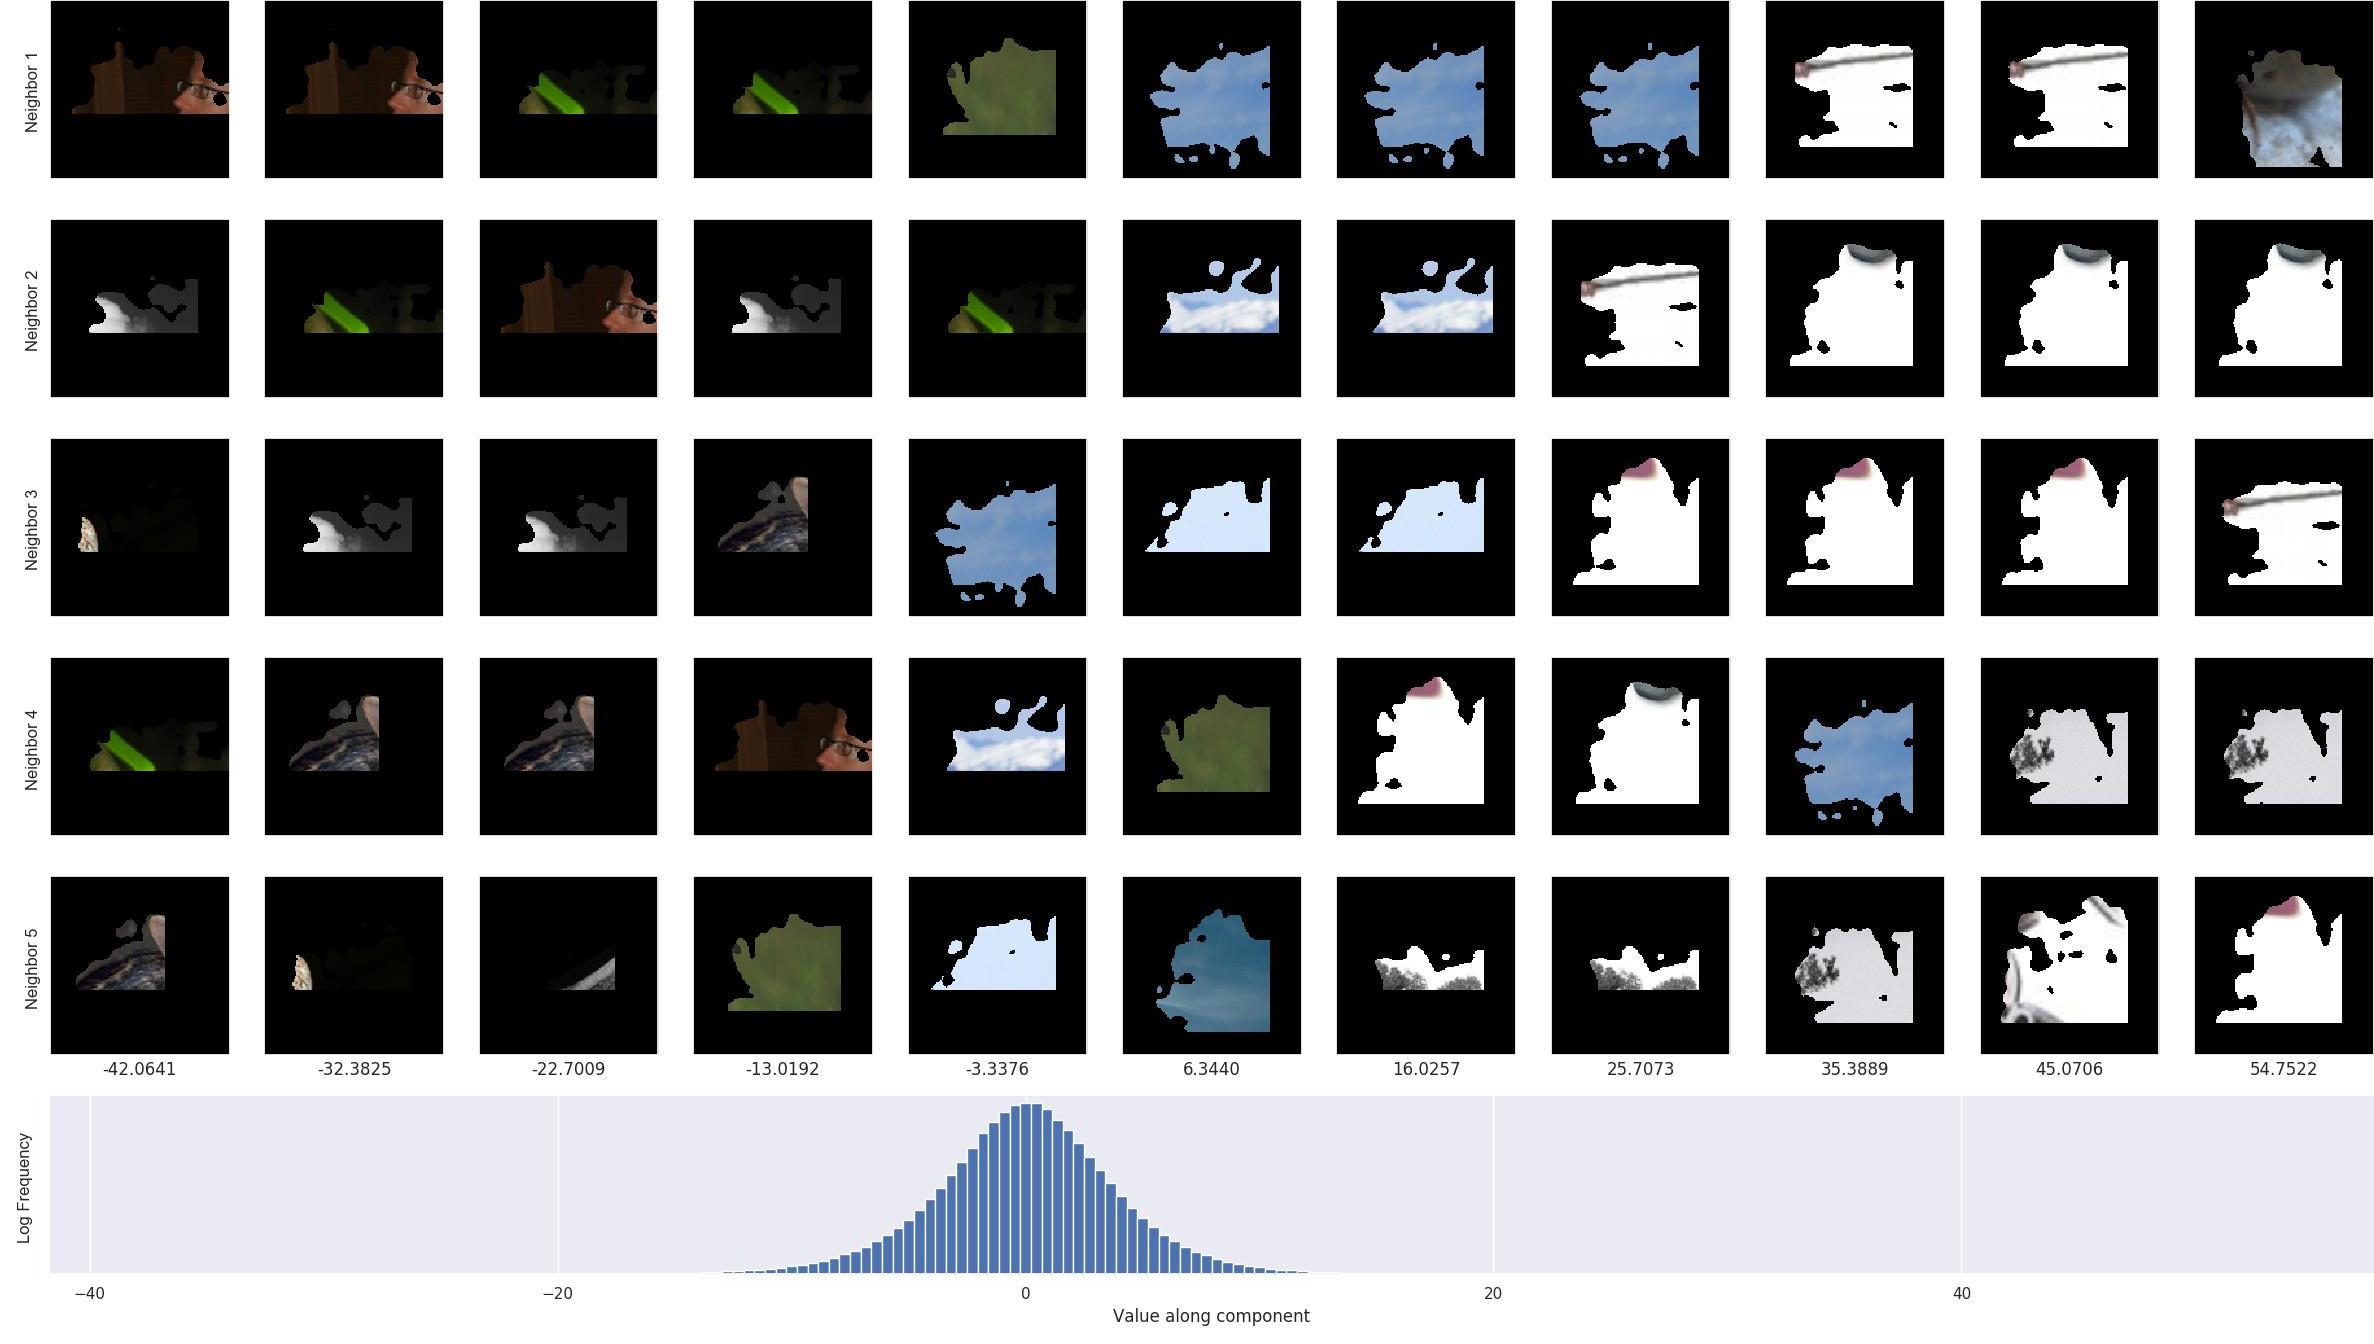 Neighbor 1
Neighbor 2
Neighbor 3
Neighbor 4
Neighbor 5
-42.0641 -32.3825 -22.7009 -13.0192 -3.3376 6.3440 16.0257 25.7073 35.3889 45.0706 54.7522
Log Frequency
−40 −20 0 20 40
Value along component